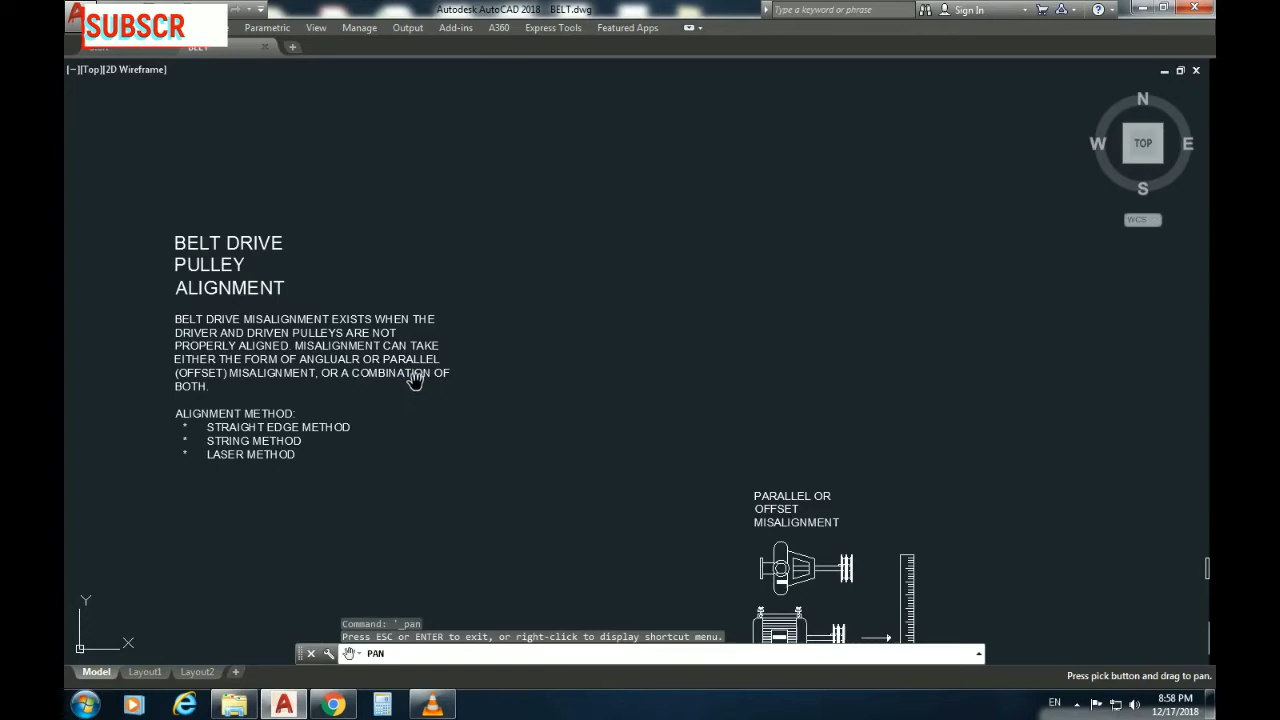 SUBSCR
Autodesk AutoCAD 2018   BELT.dwg
Type a keyword or phrase
Sign In
Parametric View Manage Output Add-ins A360 Express Tools Featured Apps
[−][Top][2D Wireframe]
N
W TOP E
S
WCS
BELT DRIVE
PULLEY
ALIGNMENT
BELT DRIVE MISALIGNMENT EXISTS WHEN THE
DRIVER AND DRIVEN PULLEYS ARE NOT
PROPERLY ALIGNED. MISALIGNMENT CAN TAKE
EITHER THE FORM OF ANGLUALR OR PARALLEL
(OFFSET) MISALIGNMENT, OR A COMBINATION OF
BOTH.
ALIGNMENT METHOD:
* STRAIGHT EDGE METHOD
* STRING METHOD
* LASER METHOD
PARALLEL OR
OFFSET
MISALIGNMENT
Y
X
Command: '_pan
Press ESC or ENTER to exit, or right-click to display shortcut menu.
PAN
Model Layout1 Layout2 +
Press pick button and drag to pan.
EN
8:58 PM
12/17/2018